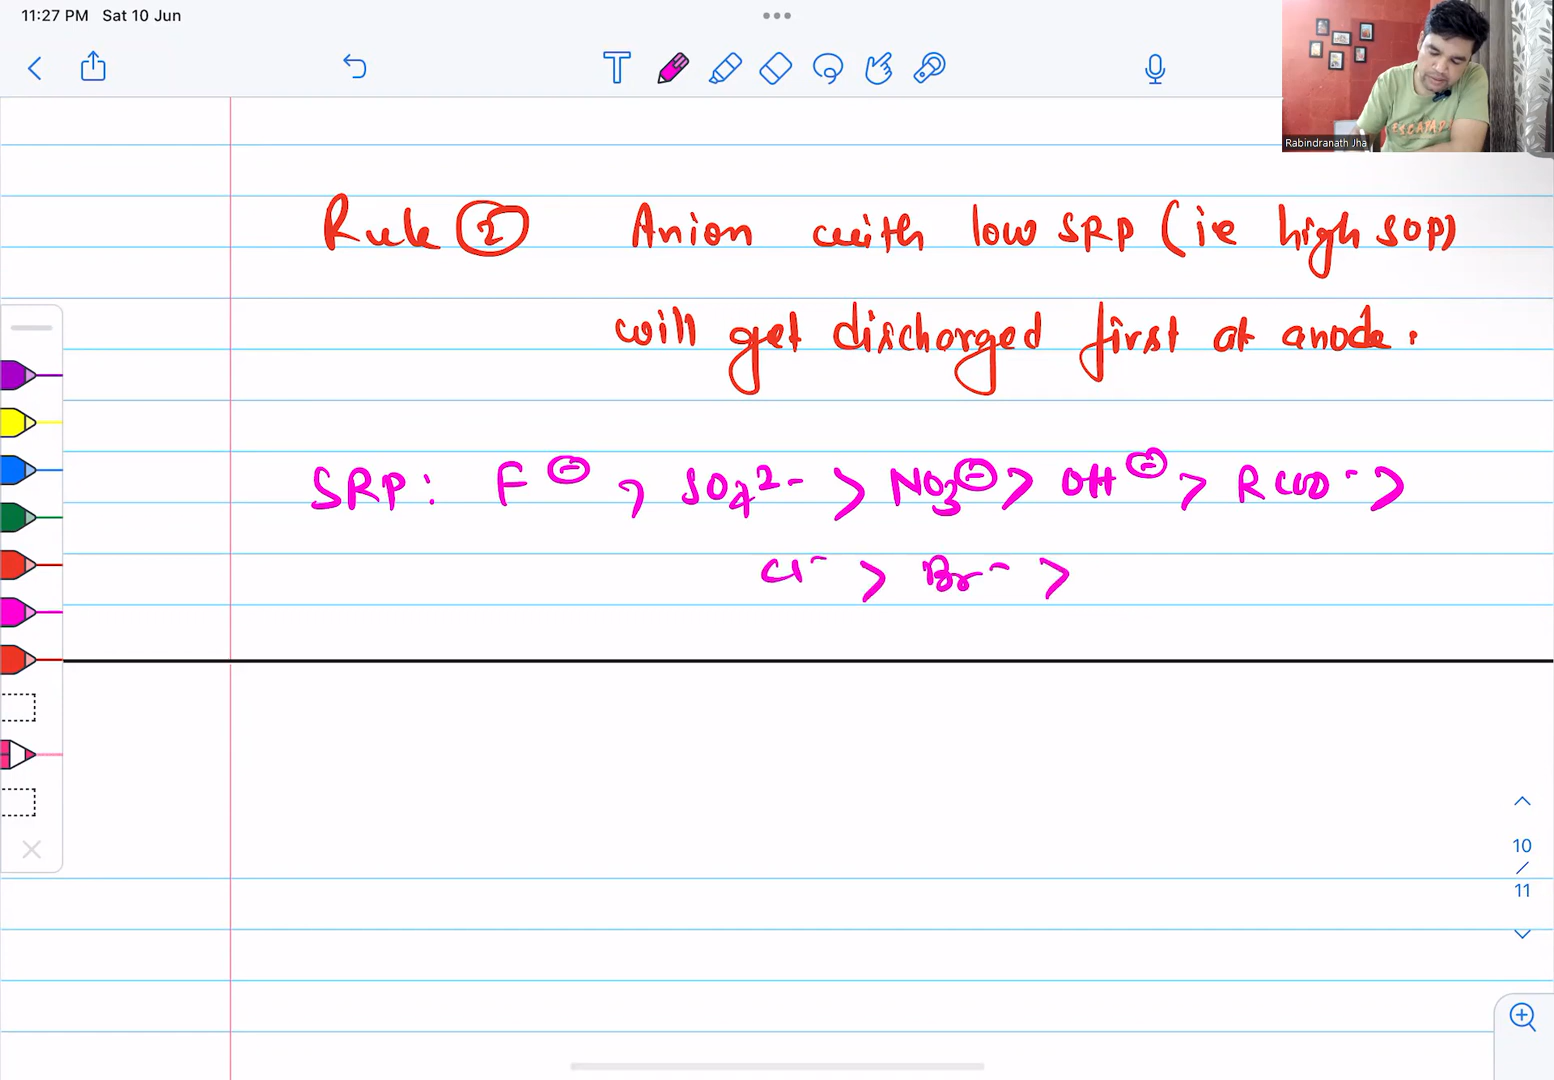 11:27 PM Sat 10 Jun
Rabindranath Jha
Rule ② Anion with low SRP (ie high SOP)
will get discharged first at anode.
SRP: F⊖ > SO₄²⁻ > NO₃⊖ > OH⊖ > RCOO⁻ >
Cl⁻ > Br⁻ >
10
/
11